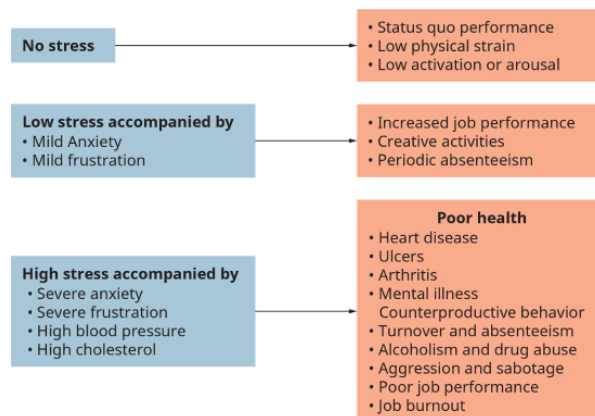 No stress
• Status quo performance
• Low physical strain
• Low activation or arousal
Low stress accompanied by
• Mild Anxiety
• Mild frustration
• Increased job performance
• Creative activities
• Periodic absenteeism
High stress accompanied by
• Severe anxiety
• Severe frustration
• High blood pressure
• High cholesterol
Poor health
• Heart disease
• Ulcers
• Arthritis
• Mental illness
Counterproductive behavior
• Turnover and absenteeism
• Alcoholism and drug abuse
• Aggression and sabotage
• Poor job performance
• Job burnout